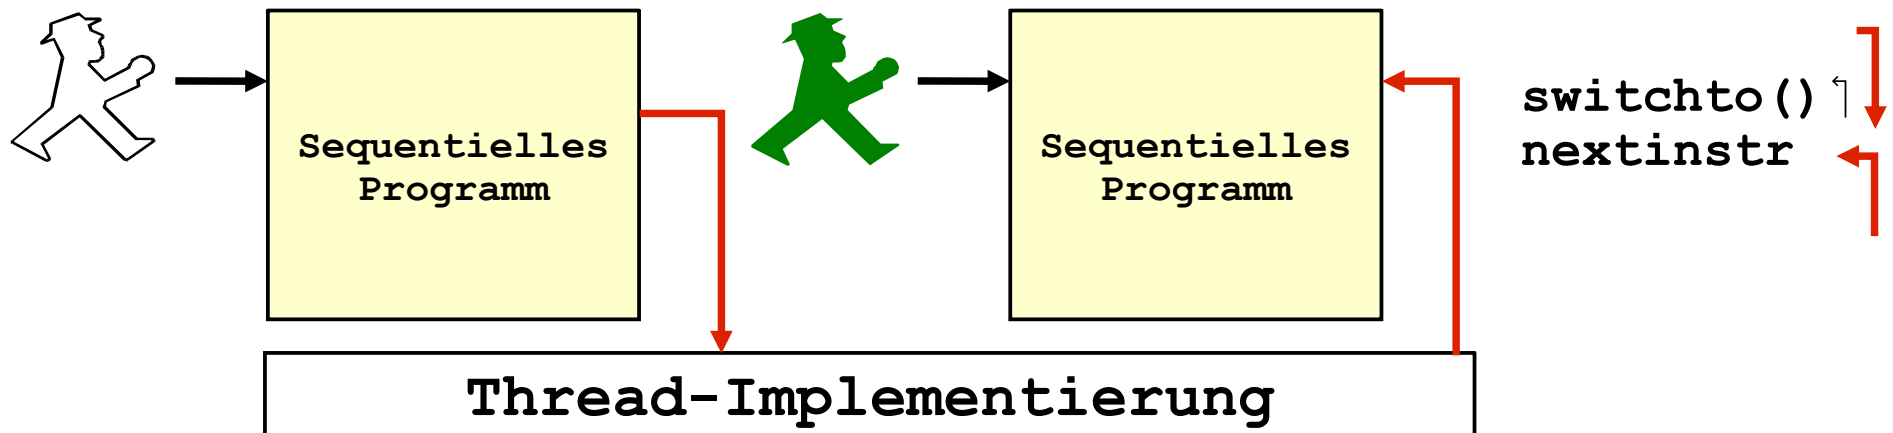 Sequentielles
Programm
Sequentielles
Programm
switchto()
nextinstr
Thread-Implementierung